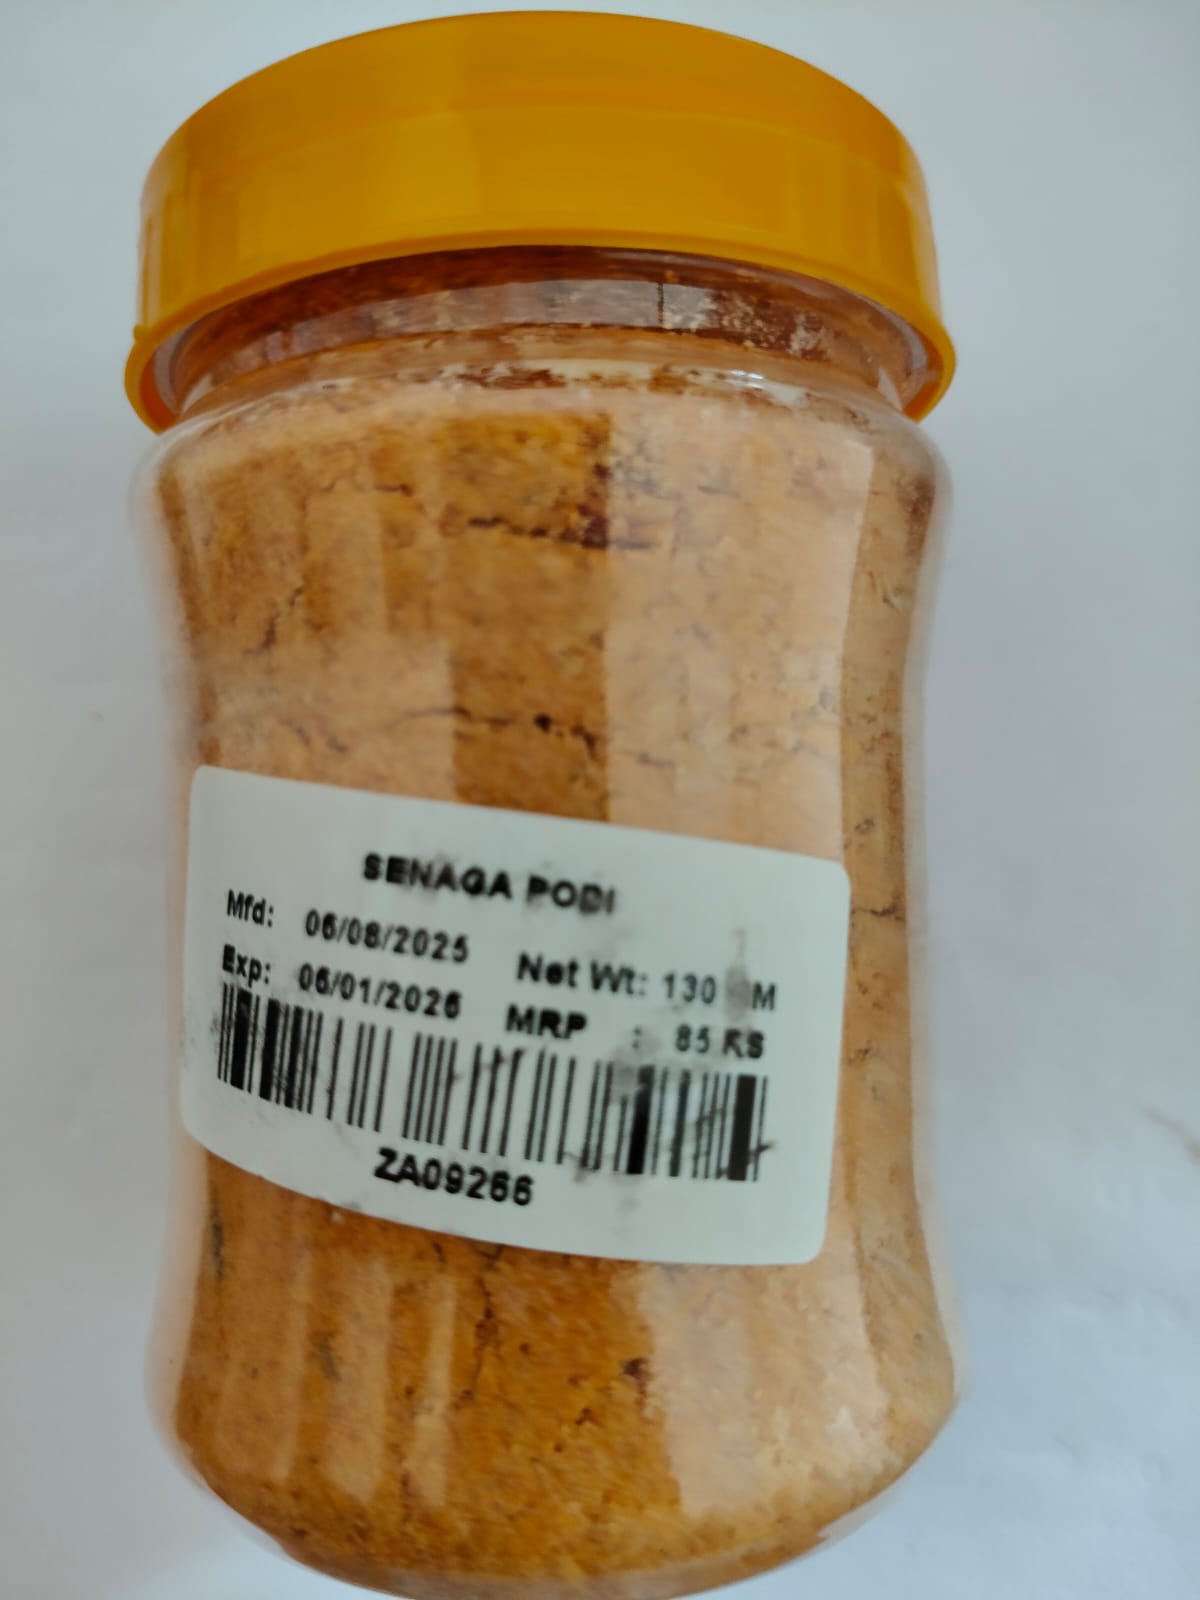 SENAGA PODI
Mfd: 06/08/2025
Net Wt: 130 M
Exp: 06/01/2026
MRP : 85 RS
ZA09266